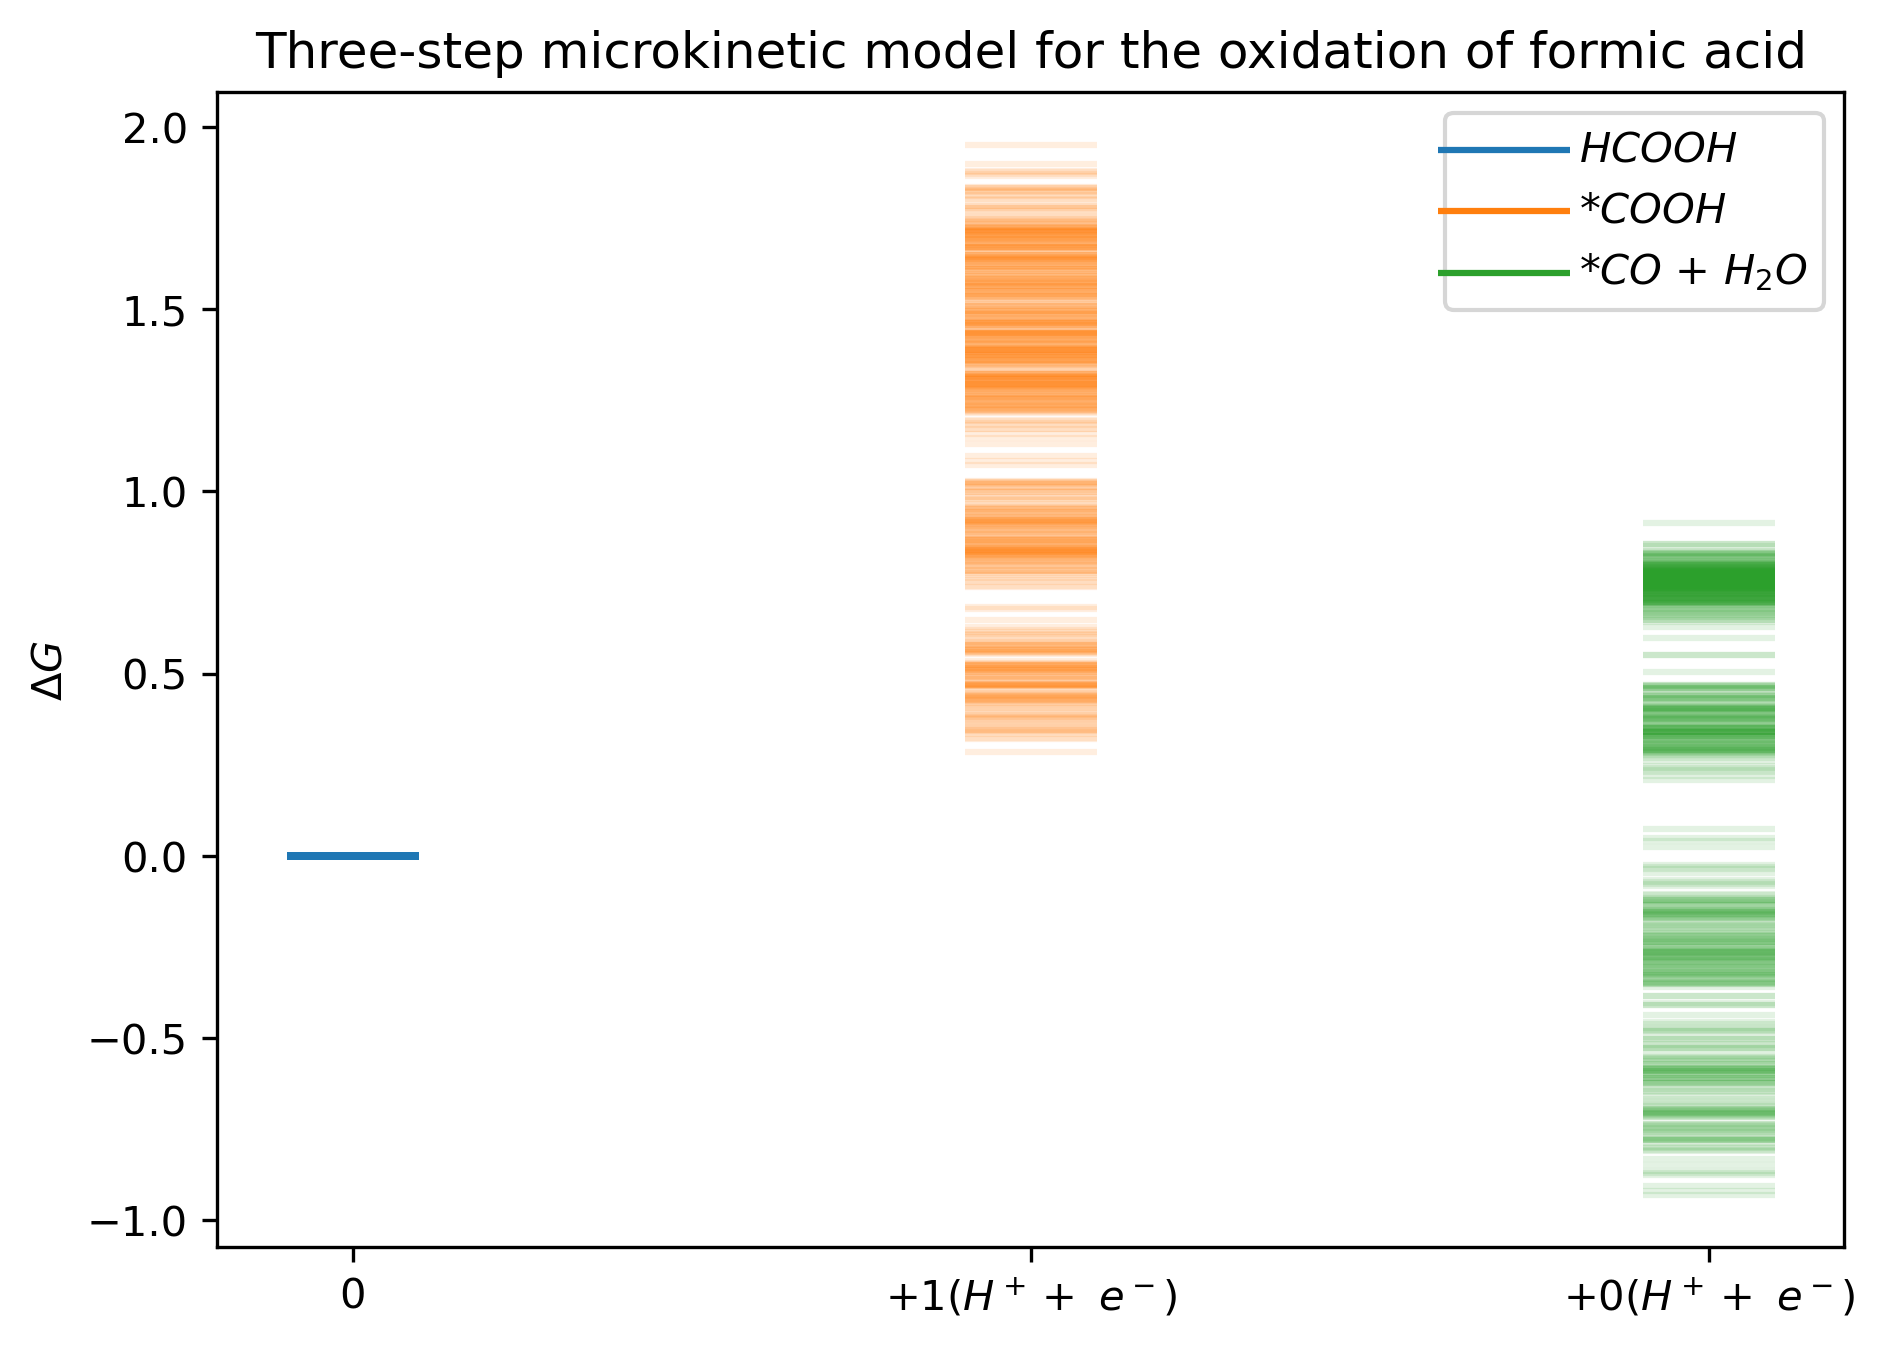 Three-step microkinetic model for the oxidation of formic acid
HCOOH
*COOH
*CO + H₂O
ΔG
2.0
1.5
1.0
0.5
0.0
−0.5
−1.0
0
+1(H⁺ + e⁻)
+0(H⁺ + e⁻)